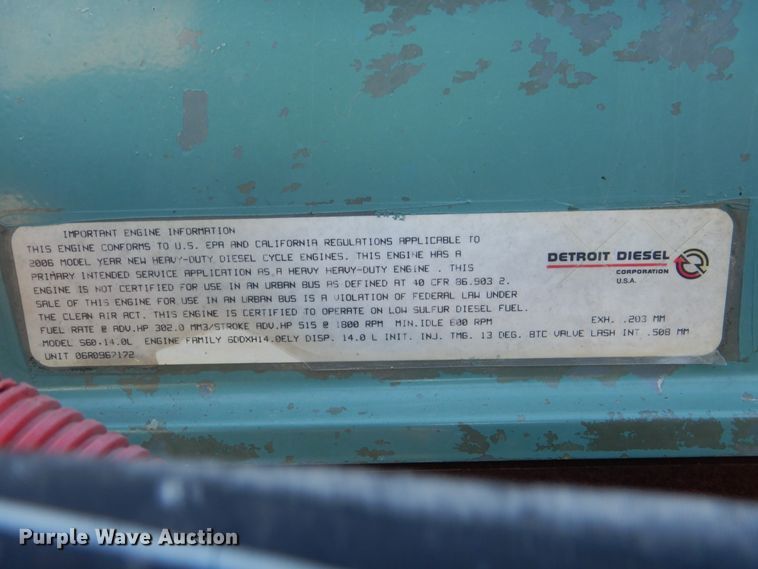 IMPORTANT ENGINE INFORMATION
THIS ENGINE CONFORMS TO U.S. EPA AND CALIFORNIA REGULATIONS APPLICABLE TO
2006 MODEL YEAR NEW HEAVY-DUTY DIESEL CYCLE ENGINES. THIS ENGINE HAS A
PRIMARY INTENDED SERVICE APPLICATION AS A HEAVY HEAVY-DUTY ENGINE . THIS
ENGINE IS NOT CERTIFIED FOR USE IN AN URBAN BUS AS DEFINED AT 40 CFR 86.903 2.
SALE OF THIS ENGINE FOR USE IN AN URBAN BUS IS A VIOLATION OF FEDERAL LAW UNDER
THE CLEAN AIR ACT. THIS ENGINE IS CERTIFIED TO OPERATE ON LOW SULFUR DIESEL FUEL.
FUEL RATE @ ADV.HP 302.0 MM3/STROKE ADV.HP 515 @ 1800 RPM MIN.IDLE 600 RPM EXH. .203 MM
MODEL S60-14.0L ENGINE FAMILY 6DDXH14.0ELY DISP. 14.0 L INIT. INJ. TMG. 13 DEG. BTC VALVE LASH INT .508 MM
UNIT 06R0967172
DETROIT DIESEL
CORPORATION
U.S.A.
Purple Wave Auction